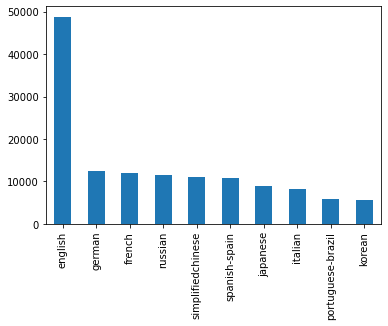 50000
40000
30000
20000
10000
0
english
german
french
russian
simplifiedchinese
spanish-spain
japanese
italian
portuguese-brazil
korean